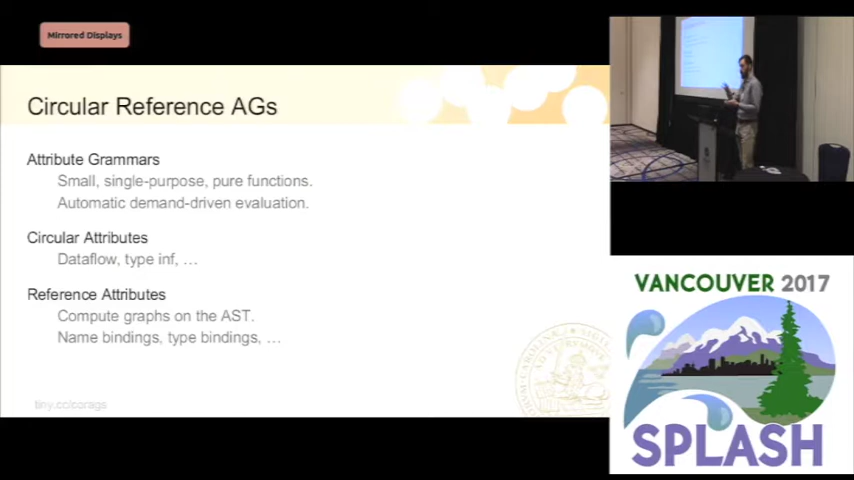 Mirrored Displays
Circular Reference AGs
Attribute Grammars
Small, single-purpose, pure functions.
Automatic demand-driven evaluation.
Circular Attributes
Dataflow, type inf, …
Reference Attributes
Compute graphs on the AST.
Name bindings, type bindings, …
tiny.cc/corags
VANCOUVER 2017
SPLASH